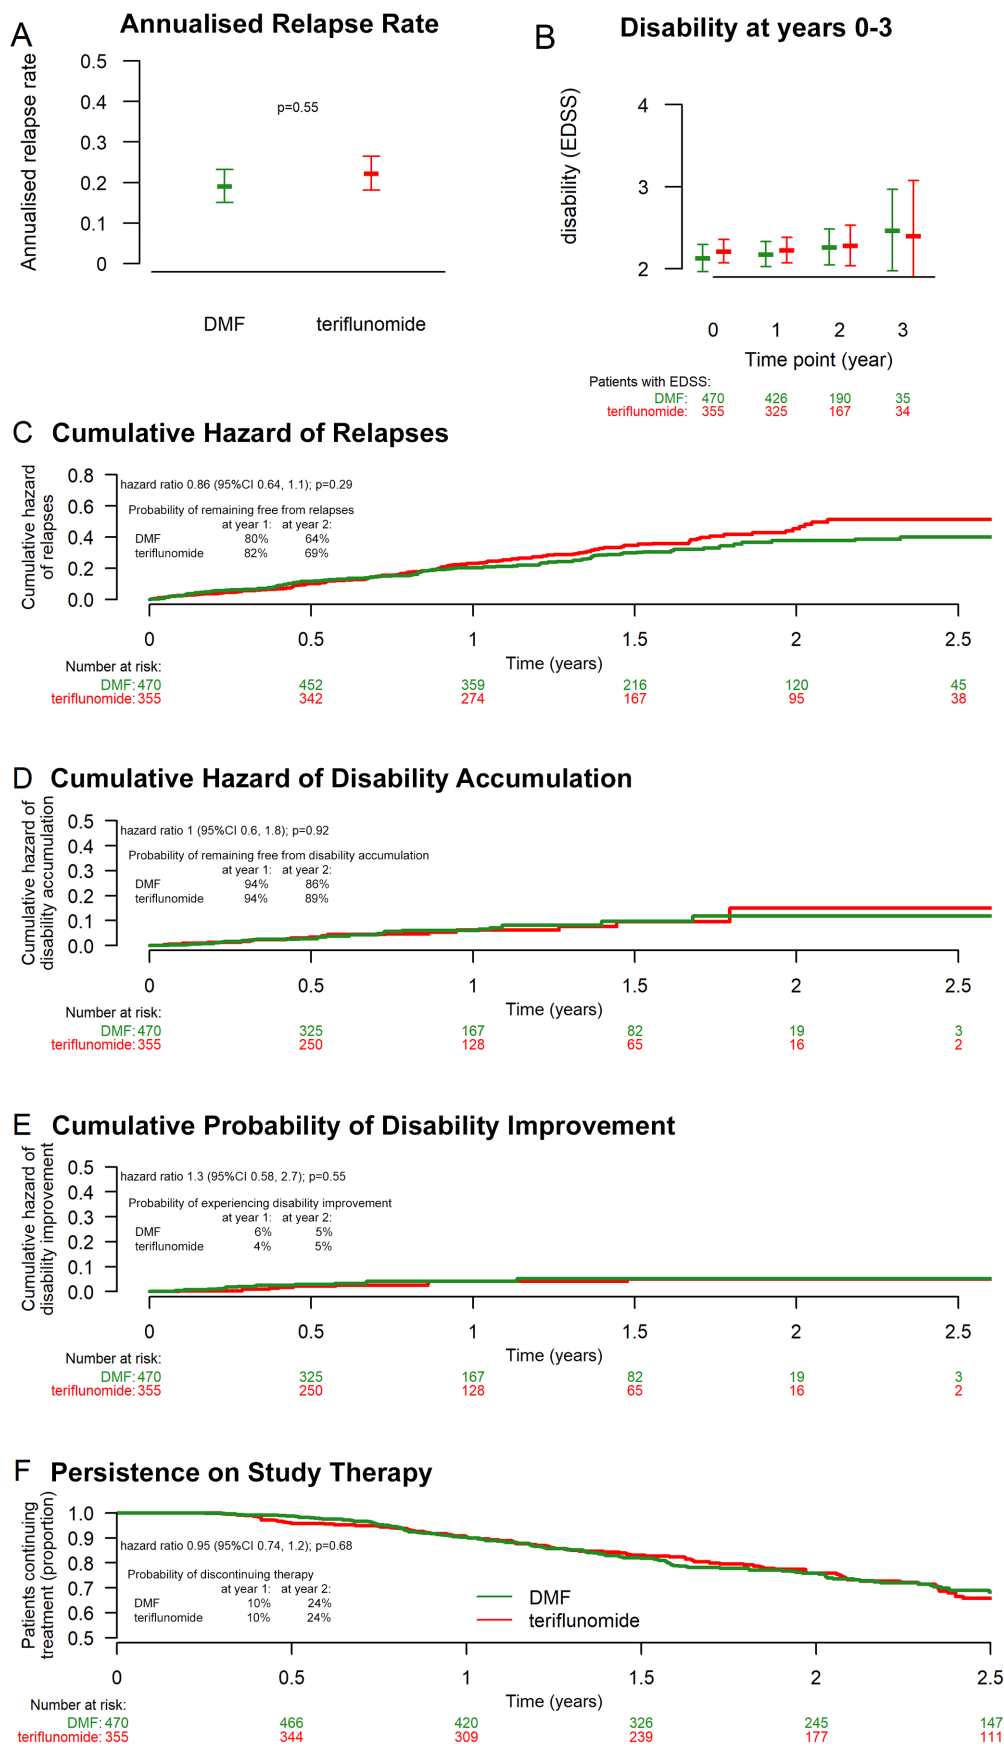 A
Annualised Relapse Rate
Annualised relapse rate
0.5
0.4
0.3
0.2
0.1
0
p=0.55
DMF teriflunomide
B
Disability at years 0-3
disability (EDSS)
4
3
2
0 1 2 3
Time point (year)
Patients with EDSS:
DMF: 470 426 190 35
teriflunomide: 355 325 167 34
C Cumulative Hazard of Relapses
Cumulative hazard
of relapses
0.8
0.6
0.4
0.2
0.0
hazard ratio 0.86 (95%CI 0.64, 1.1); p=0.29
Probability of remaining free from relapses
at year 1: at year 2:
DMF 80% 64%
teriflunomide 82% 69%
0 0.5 1 1.5 2 2.5
Time (years)
Number at risk:
DMF: 470 452 359 216 120 45
teriflunomide: 355 342 274 167 95 38
D Cumulative Hazard of Disability Accumulation
Cumulative hazard of
disability accumulation
0.5
0.4
0.3
0.2
0.1
0.0
hazard ratio 1 (95%CI 0.6, 1.8); p=0.92
Probability of remaining free from disability accumulation
at year 1: at year 2:
DMF 94% 86%
teriflunomide 94% 89%
0 0.5 1 1.5 2 2.5
Time (years)
Number at risk:
DMF: 470 325 167 82 19 3
teriflunomide: 355 250 128 65 16 2
E Cumulative Probability of Disability Improvement
Cumulative hazard of
disability improvement
0.5
0.4
0.3
0.2
0.1
0.0
hazard ratio 1.3 (95%CI 0.58, 2.7); p=0.55
Probability of experiencing disability improvement
at year 1: at year 2:
DMF 6% 5%
teriflunomide 4% 5%
0 0.5 1 1.5 2 2.5
Time (years)
Number at risk:
DMF: 470 325 167 82 19 3
teriflunomide: 355 250 128 65 16 2
F Persistence on Study Therapy
Patients continuing
treatment (proportion)
1.0
0.9
0.8
0.7
0.6
0.5
hazard ratio 0.95 (95%CI 0.74, 1.2); p=0.68
Probability of discontinuing therapy
at year 1: at year 2:
DMF 10% 24%
teriflunomide 10% 24%
DMF
teriflunomide
0 0.5 1 1.5 2 2.5
Time (years)
Number at risk:
DMF: 470 466 420 326 245 147
teriflunomide: 355 344 309 239 177 111